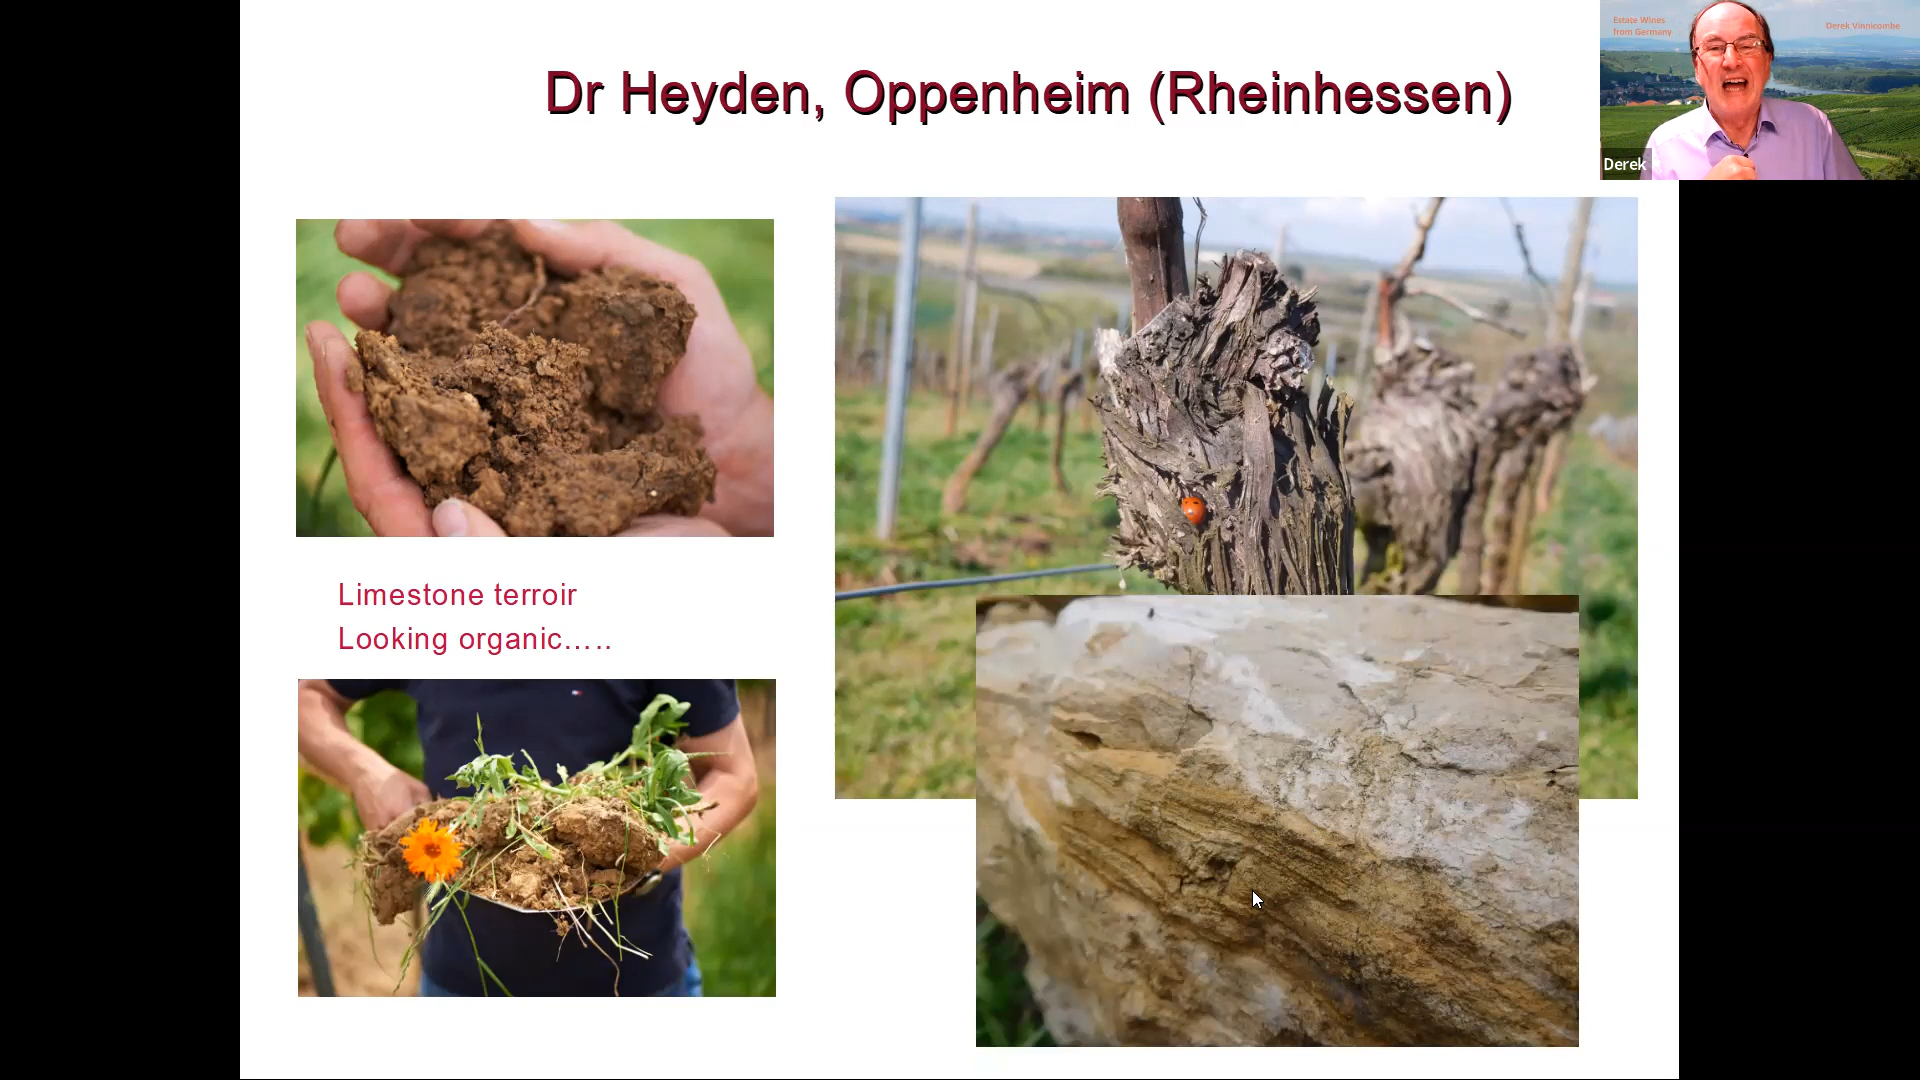 Dr Heyden, Oppenheim (Rheinhessen)
Estate Wines
from Germany
Derek Vinnicombe
Derek
Limestone terroir
Looking organic…..